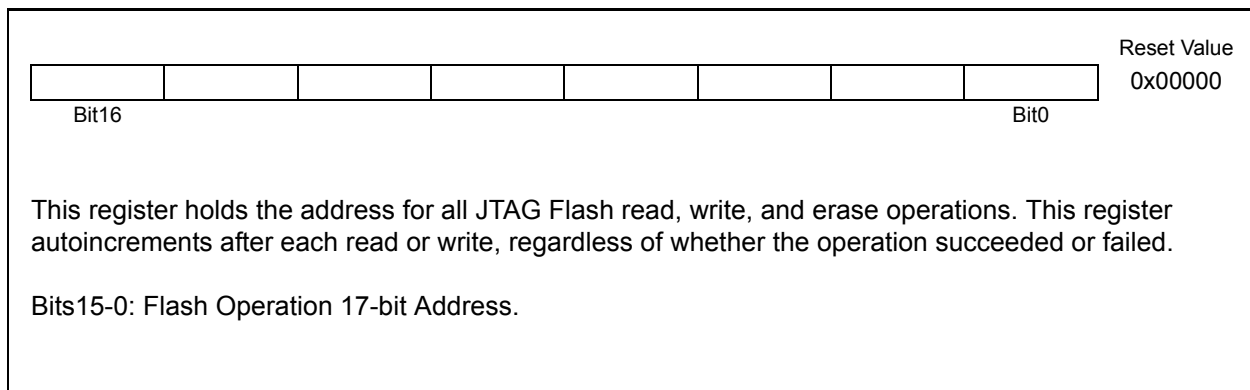 Reset Value
0x00000
Bit16
Bit0
This register holds the address for all JTAG Flash read, write, and erase operations. This register
autoincrements after each read or write, regardless of whether the operation succeeded or failed.
Bits15-0: Flash Operation 17-bit Address.